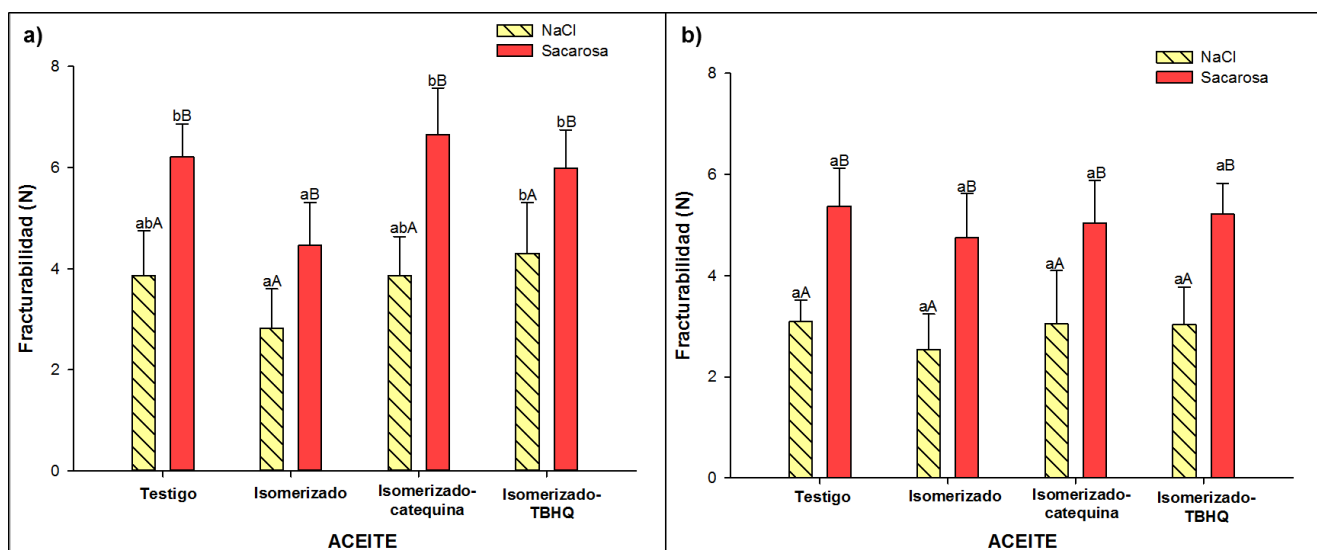 a)
NaCl
Sacarosa
Fracturabilidad (N)
8
6
4
2
0
abA
bB
aA
aB
abA
bB
bA
bB
Testigo
Isomerizado
Isomerizado-
catequina
Isomerizado-
TBHQ
ACEITE
b)
NaCl
Sacarosa
Fracturabilidad (N)
8
6
4
2
0
aA
aB
aA
aB
aA
aB
aA
aB
Testigo
Isomerizado
Isomerizado-
catequina
Isomerizado-
TBHQ
ACEITE